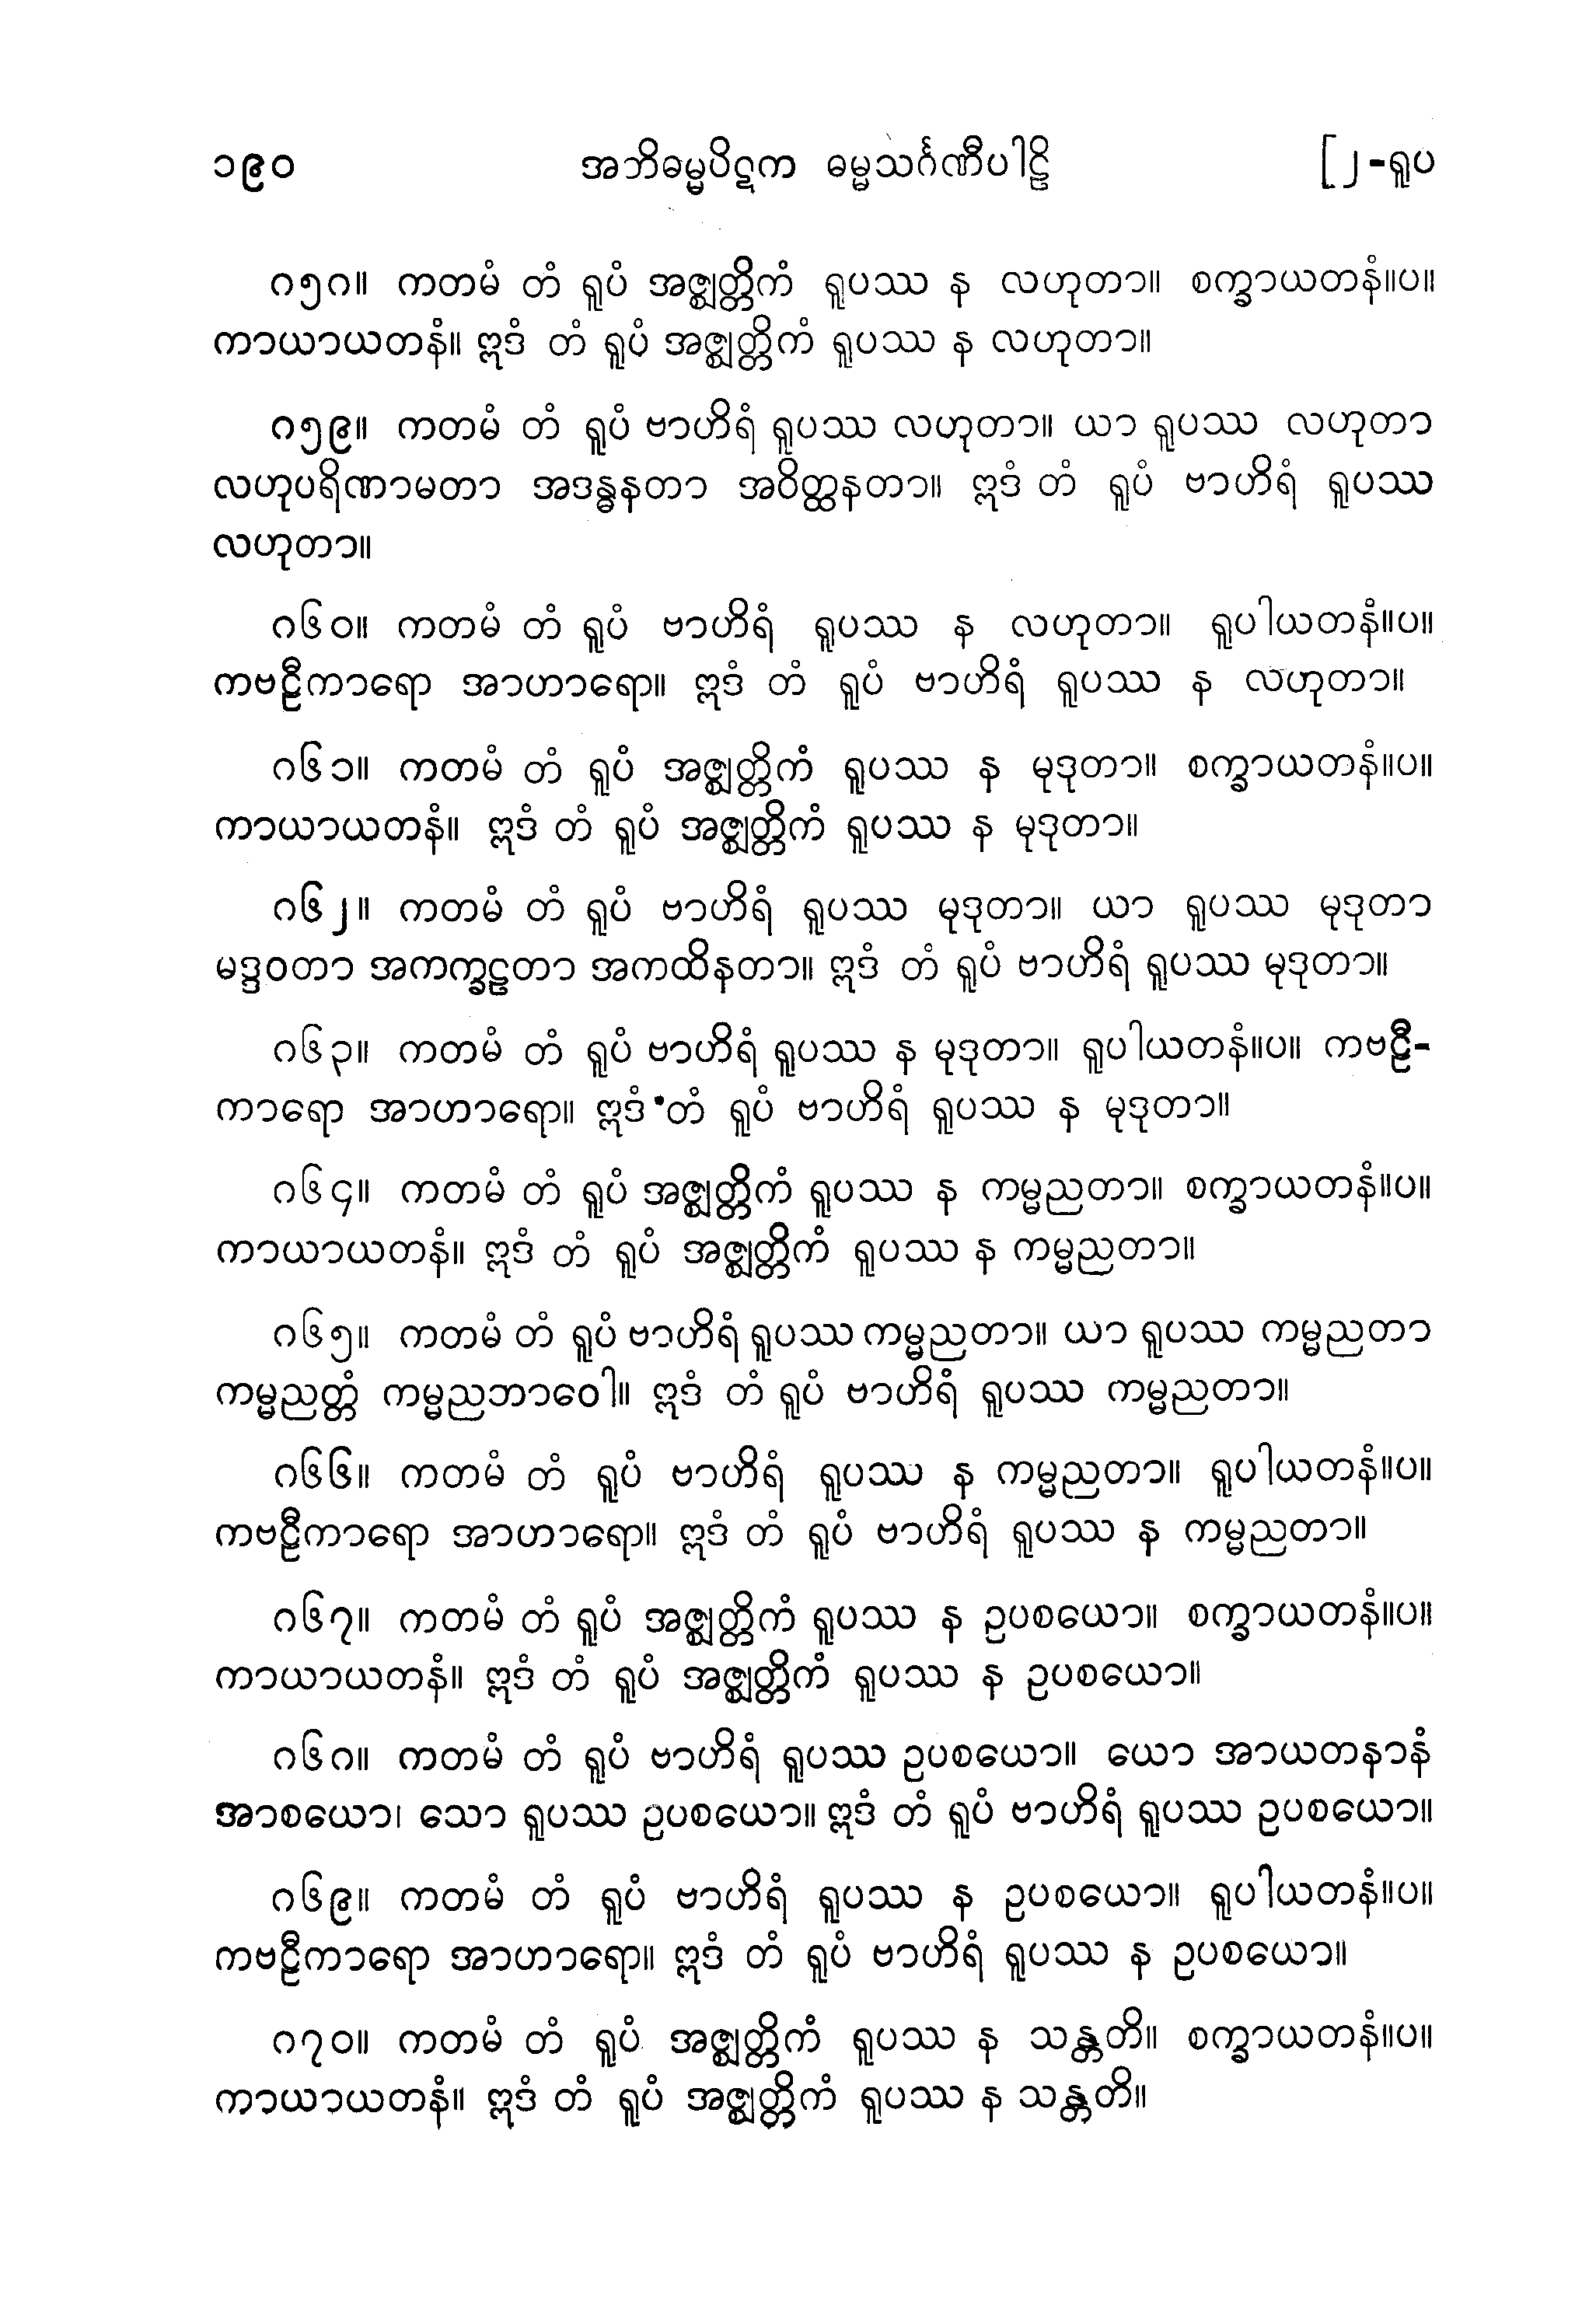 ၁၉၀ အဘိဓမ္မပိဋက ဓမ္မသင်္ဂဏီပါဠိ [၂-ရူပ
၈၅၈။ ကတမံ တံ ရူပံ အဇ္ဈတ္တိကံ ရူပဿ န လဟုတာ။ စက္ခာယတနံ။ပ။
ကာယာယတနံ။ ဣဒံ တံ ရူပံ အဇ္ဈတ္တိကံ ရူပဿ န လဟုတာ။
၈၅၉။ ကတမံ တံ ရူပံ ဗာဟိရံ ရူပဿ လဟုတာ။ ယာ ရူပဿ လဟုတာ
လဟုပရိဏာမတာ အဒန္ဓနတာ အဝိတ္ထနတာ။ ဣဒံ တံ ရူပံ ဗာဟိရံ ရူပဿ
လဟုတာ။
၈၆၀။ ကတမံ တံ ရူပံ ဗာဟိရံ ရူပဿ န လဟုတာ။ ရူပါယတနံ။ပ။
ကဗဠီကာရော အာဟာရော။ ဣဒံ တံ ရူပံ ဗာဟိရံ ရူပဿ န လဟုတာ။
၈၆၁။ ကတမံ တံ ရူပံ အဇ္ဈတ္တိကံ ရူပဿ န မုဒုတာ။ စက္ခာယတနံ။ပ။
ကာယာယတနံ။ ဣဒံ တံ ရူပံ အဇ္ဈတ္တိကံ ရူပဿ န မုဒုတာ။
၈၆၂။ ကတမံ တံ ရူပံ ဗာဟိရံ ရူပဿ မုဒုတာ။ ယာ ရူပဿ မုဒုတာ
မဒ္ဒဝတာ အကက္ခဠတာ အကထိနတာ။ ဣဒံ တံ ရူပံ ဗာဟိရံ ရူပဿ မုဒုတာ။
၈၆၃။ ကတမံ တံ ရူပံ ဗာဟိရံ ရူပဿ န မုဒုတာ။ ရူပါယတနံ။ပ။ ကဗဠီ-
ကာရော အာဟာရော။ ဣဒံ တံ ရူပံ ဗာဟိရံ ရူပဿ န မုဒုတာ။
၈၆၄။ ကတမံ တံ ရူပံ အဇ္ဈတ္တိကံ ရူပဿ န ကမ္မညတာ။ စက္ခာယတနံ။ပ။
ကာယာယတနံ။ ဣဒံ တံ ရူပံ အဇ္ဈတ္တိကံ ရူပဿ န ကမ္မညတာ။
၈၆၅။ ကတမံ တံ ရူပံ ဗာဟိရံ ရူပဿ ကမ္မညတာ။ ယာ ရူပဿ ကမ္မညတာ
ကမ္မညတ္တံ ကမ္မညဘာဝေါ။ ဣဒံ တံ ရူပံ ဗာဟိရံ ရူပဿ ကမ္မညတာ။
၈၆၆။ ကတမံ တံ ရူပံ ဗာဟိရံ ရူပဿ န ကမ္မညတာ။ ရူပါယတနံ။ပ။
ကဗဠီကာရော အာဟာရော။ ဣဒံ တံ ရူပံ ဗာဟိရံ ရူပဿ န ကမ္မညတာ။
၈၆၇။ ကတမံ တံ ရူပံ အဇ္ဈတ္တိကံ ရူပဿ န ဥပစယော။ စက္ခာယတနံ။ပ။
ကာယာယတနံ။ ဣဒံ တံ ရူပံ အဇ္ဈတ္တိကံ ရူပဿ န ဥပစယော။
၈၆၈။ ကတမံ တံ ရူပံ ဗာဟိရံ ရူပဿ ဥပစယော။ ယော အာယတနာနံ
အာစယော၊ သော ရူပဿ ဥပစယော။ ဣဒံ တံ ရူပံ ဗာဟိရံ ရူပဿ ဥပစယော။
၈၆၉။ ကတမံ တံ ရူပံ ဗာဟိရံ ရူပဿ န ဥပစယော။ ရူပါယတနံ။ပ။
ကဗဠီကာရော အာဟာရော။ ဣဒံ တံ ရူပံ ဗာဟိရံ ရူပဿ န ဥပစယော။
၈၇၀။ ကတမံ တံ ရူပံ အဇ္ဈတ္တိကံ ရူပဿ န သန္တတိ။ စက္ခာယတနံ။ပ။
ကာယာယတနံ။ ဣဒံ တံ ရူပံ အဇ္ဈတ္တိကံ ရူပဿ န သန္တတိ။